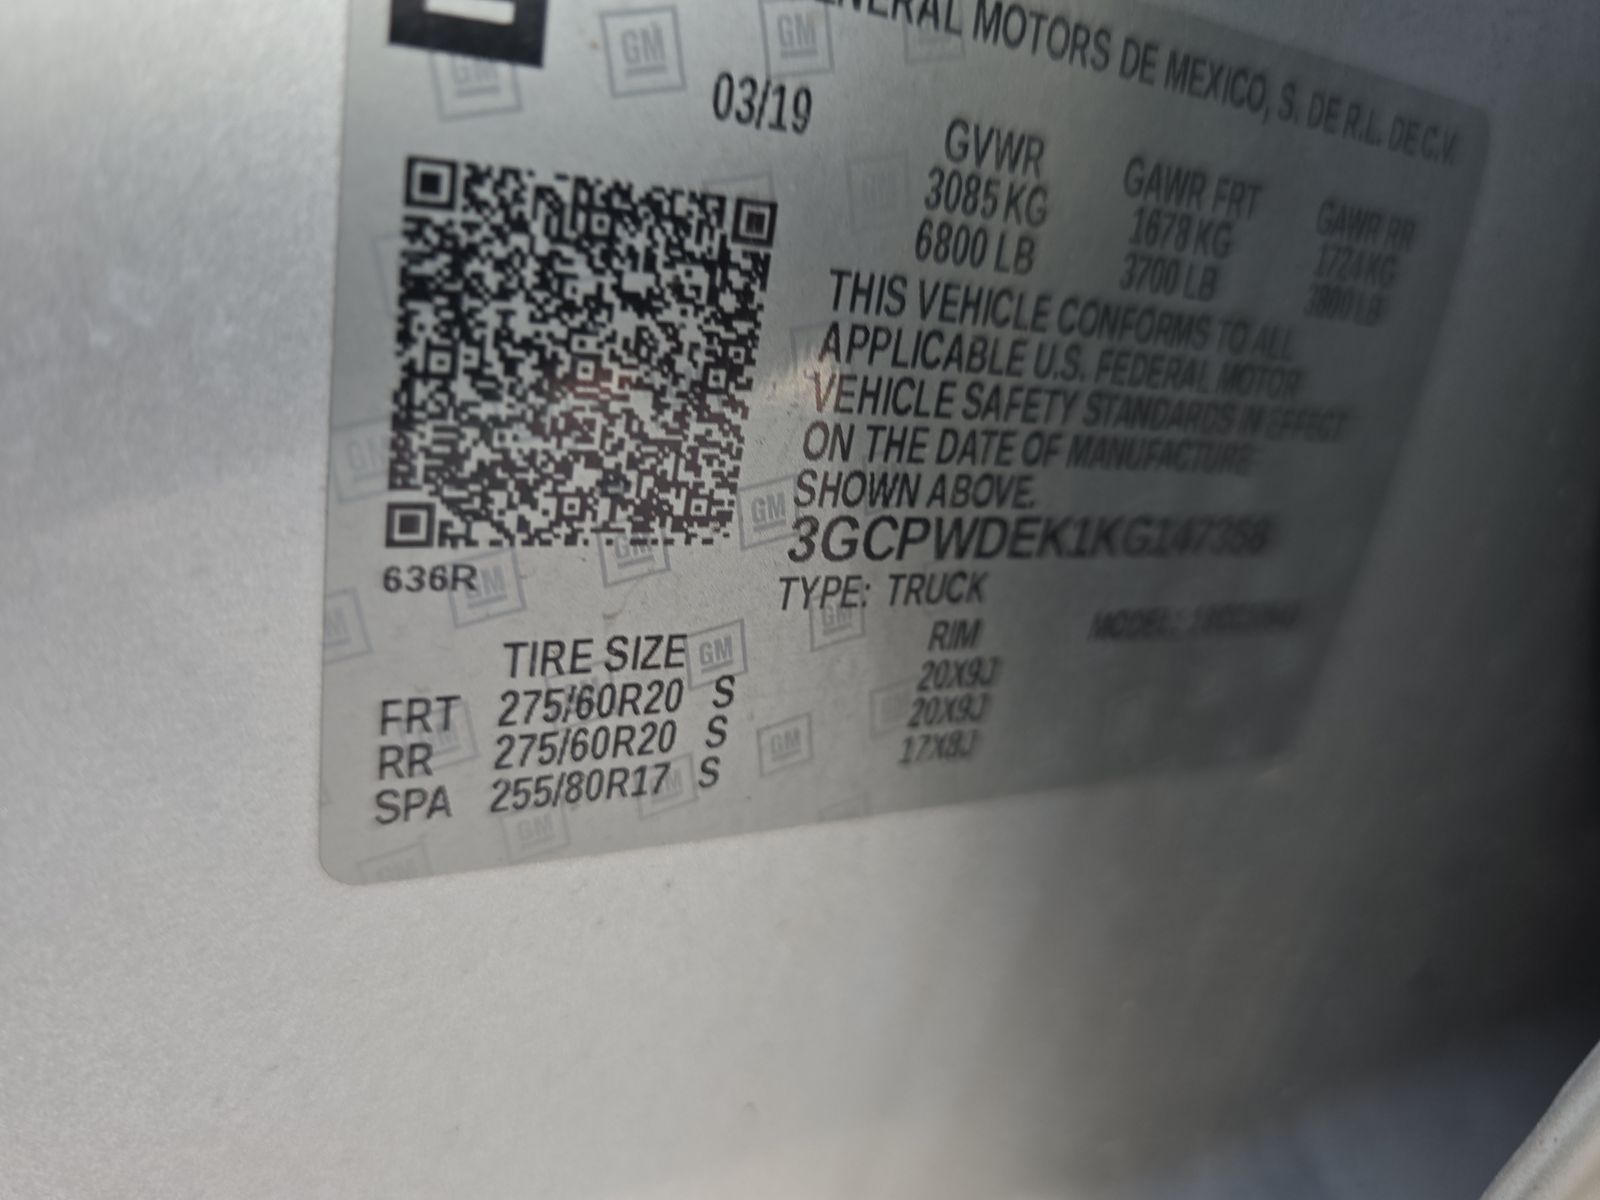 GENERAL MOTORS DE MEXICO, S. DE R.L. DE C.V.
03/19
GVWR GAWR FRT GAWR RR
3085 KG 1678 KG 1724 KG
6800 LB 3700 LB 3800 LB
THIS VEHICLE CONFORMS TO ALL
APPLICABLE U.S. FEDERAL MOTOR
VEHICLE SAFETY STANDARDS IN EFFECT
ON THE DATE OF MANUFACTURE
SHOWN ABOVE.
636R
TYPE: TRUCK
MODEL:
TIRE SIZE RIM
FRT 275/60R20 S 20X9J
RR 275/60R20 S 20X9J
SPA 255/80R17 S 17X8J
GM